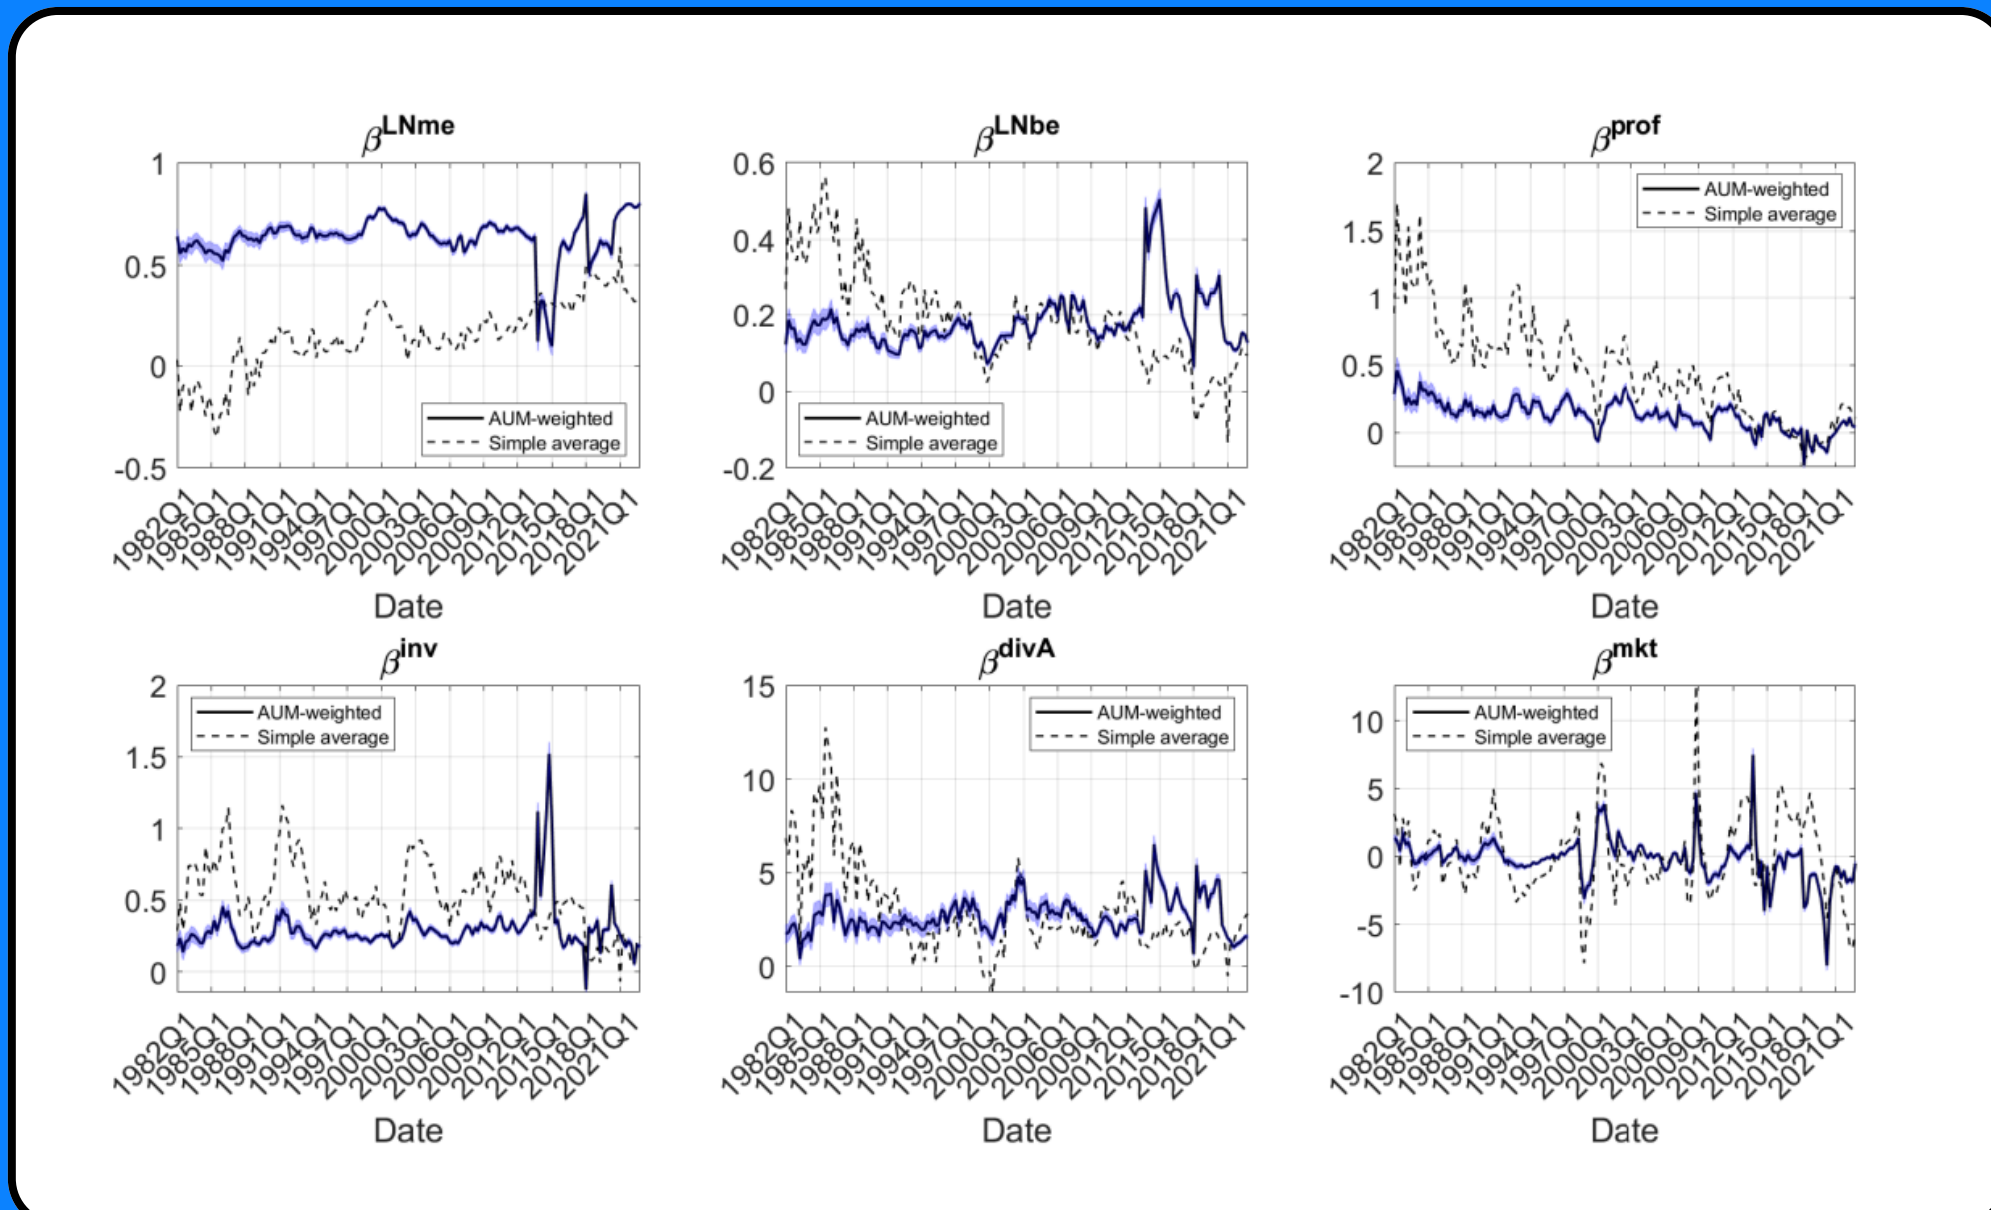 β^LNme
1
0.5
0
-0.5
AUM-weighted
Simple average
1982Q1
1985Q1
1988Q1
1991Q1
1994Q1
1997Q1
2000Q1
2003Q1
2006Q1
2009Q1
2012Q1
2015Q1
2018Q1
2021Q1
Date
β^LNbe
0.6
0.4
0.2
0
-0.2
AUM-weighted
Simple average
1982Q1
1985Q1
1988Q1
1991Q1
1994Q1
1997Q1
2000Q1
2003Q1
2006Q1
2009Q1
2012Q1
2015Q1
2018Q1
2021Q1
Date
β^prof
2
1.5
1
0.5
0
AUM-weighted
Simple average
1982Q1
1985Q1
1988Q1
1991Q1
1994Q1
1997Q1
2000Q1
2003Q1
2006Q1
2009Q1
2012Q1
2015Q1
2018Q1
2021Q1
Date
β^inv
2
1.5
1
0.5
0
AUM-weighted
Simple average
1982Q1
1985Q1
1988Q1
1991Q1
1994Q1
1997Q1
2000Q1
2003Q1
2006Q1
2009Q1
2012Q1
2015Q1
2018Q1
2021Q1
Date
β^divA
15
10
5
0
AUM-weighted
Simple average
1982Q1
1985Q1
1988Q1
1991Q1
1994Q1
1997Q1
2000Q1
2003Q1
2006Q1
2009Q1
2012Q1
2015Q1
2018Q1
2021Q1
Date
β^mkt
10
5
0
-5
-10
AUM-weighted
Simple average
1982Q1
1985Q1
1988Q1
1991Q1
1994Q1
1997Q1
2000Q1
2003Q1
2006Q1
2009Q1
2012Q1
2015Q1
2018Q1
2021Q1
Date